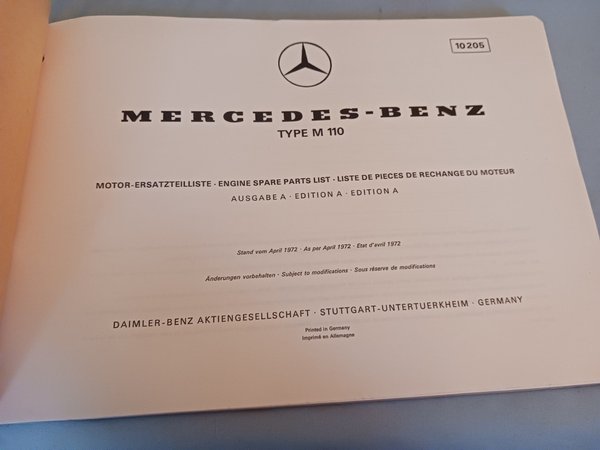 10 205
MERCEDES-BENZ
TYPE M 110
MOTOR-ERSATZTEILLISTE · ENGINE SPARE PARTS LIST · LISTE DE PIECES DE RECHANGE DU MOTEUR
AUSGABE A · EDITION A · EDITION A
Stand vom April 1972 · As per April 1972 · Etat d'avril 1972
Änderungen vorbehalten · Subject to modifications · Sous réserve de modifications
DAIMLER-BENZ AKTIENGESELLSCHAFT · STUTTGART-UNTERTUERKHEIM · GERMANY
Printed in Germany
Imprimé en Allemagne